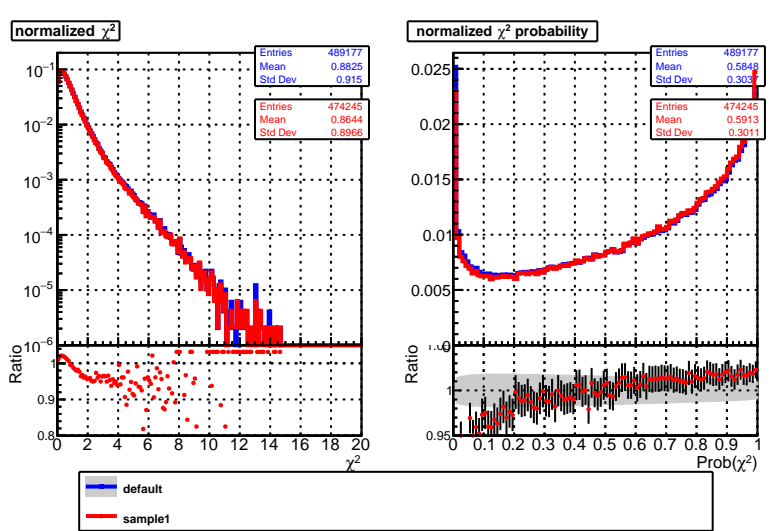 normalized χ²
normalized χ² probability
Entries 489177
Mean 0.8825
Std Dev 0.915
Entries 474245
Mean 0.8644
Std Dev 0.8966
10⁻¹
10⁻²
10⁻³
10⁻⁴
10⁻⁵
10⁻⁶
Ratio
1
0.9
0.8
0 2 4 6 8 10 12 14 16 18 20
χ²
Entries 489177
Mean 0.5848
Std Dev 0.3037
Entries 474245
Mean 0.5913
Std Dev 0.3011
0.025
0.02
0.015
0.01
0.005
0
Ratio
1
0.95
0 0.1 0.2 0.3 0.4 0.5 0.6 0.7 0.8 0.9 1
Prob(χ²)
default
sample1